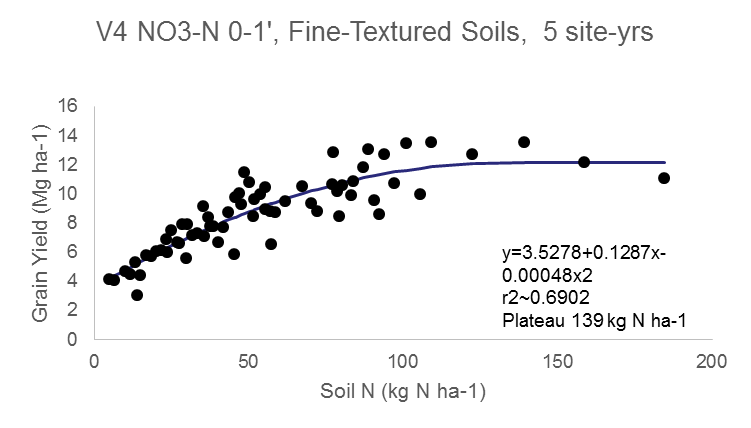 V4 NO3-N 0-1', Fine-Textured Soils,  5 site-yrs
16
14
12
10
8
6
4
2
0
Grain Yield (Mg ha-1)
y=3.5278+0.1287x-
0.00048x2
r2~0.6902
Plateau 139 kg N ha-1
0 50 100 150 200
Soil N (kg N ha-1)